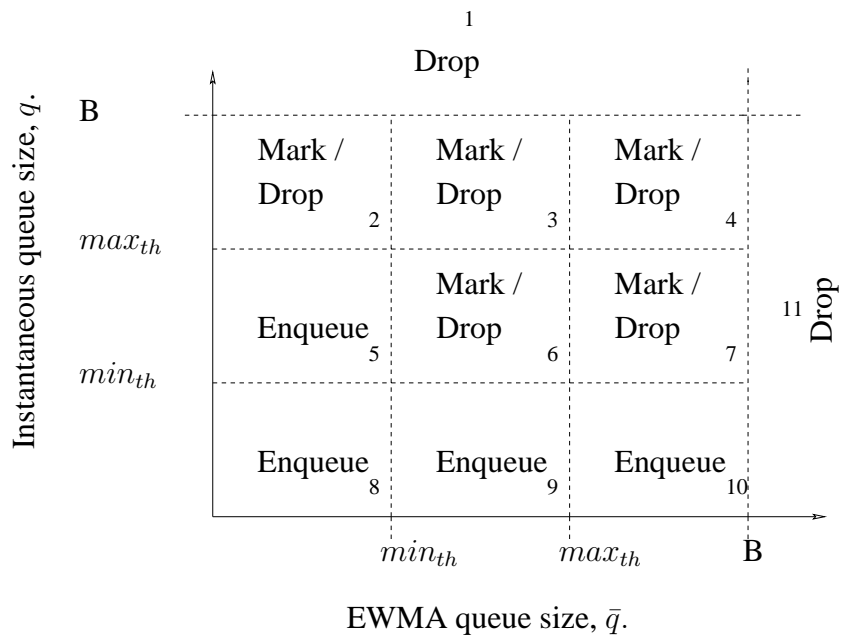 1
Drop
B
Mark /
Drop
2
Mark /
Drop
3
Mark /
Drop
4
max_th
Enqueue
5
Mark /
Drop
6
Mark /
Drop
7
11
Drop
min_th
Enqueue
8
Enqueue
9
Enqueue
10
min_th
max_th
B
Instantaneous queue size, q.
EWMA queue size, q̄.